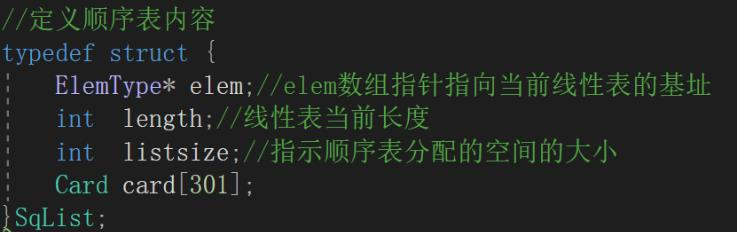 //定义顺序表内容
typedef struct {
ElemType* elem;//elem数组指针指向当前线性表的基址
int  length;//线性表当前长度
int  listsize;//指示顺序表分配的空间的大小
Card card[301];
}SqList;